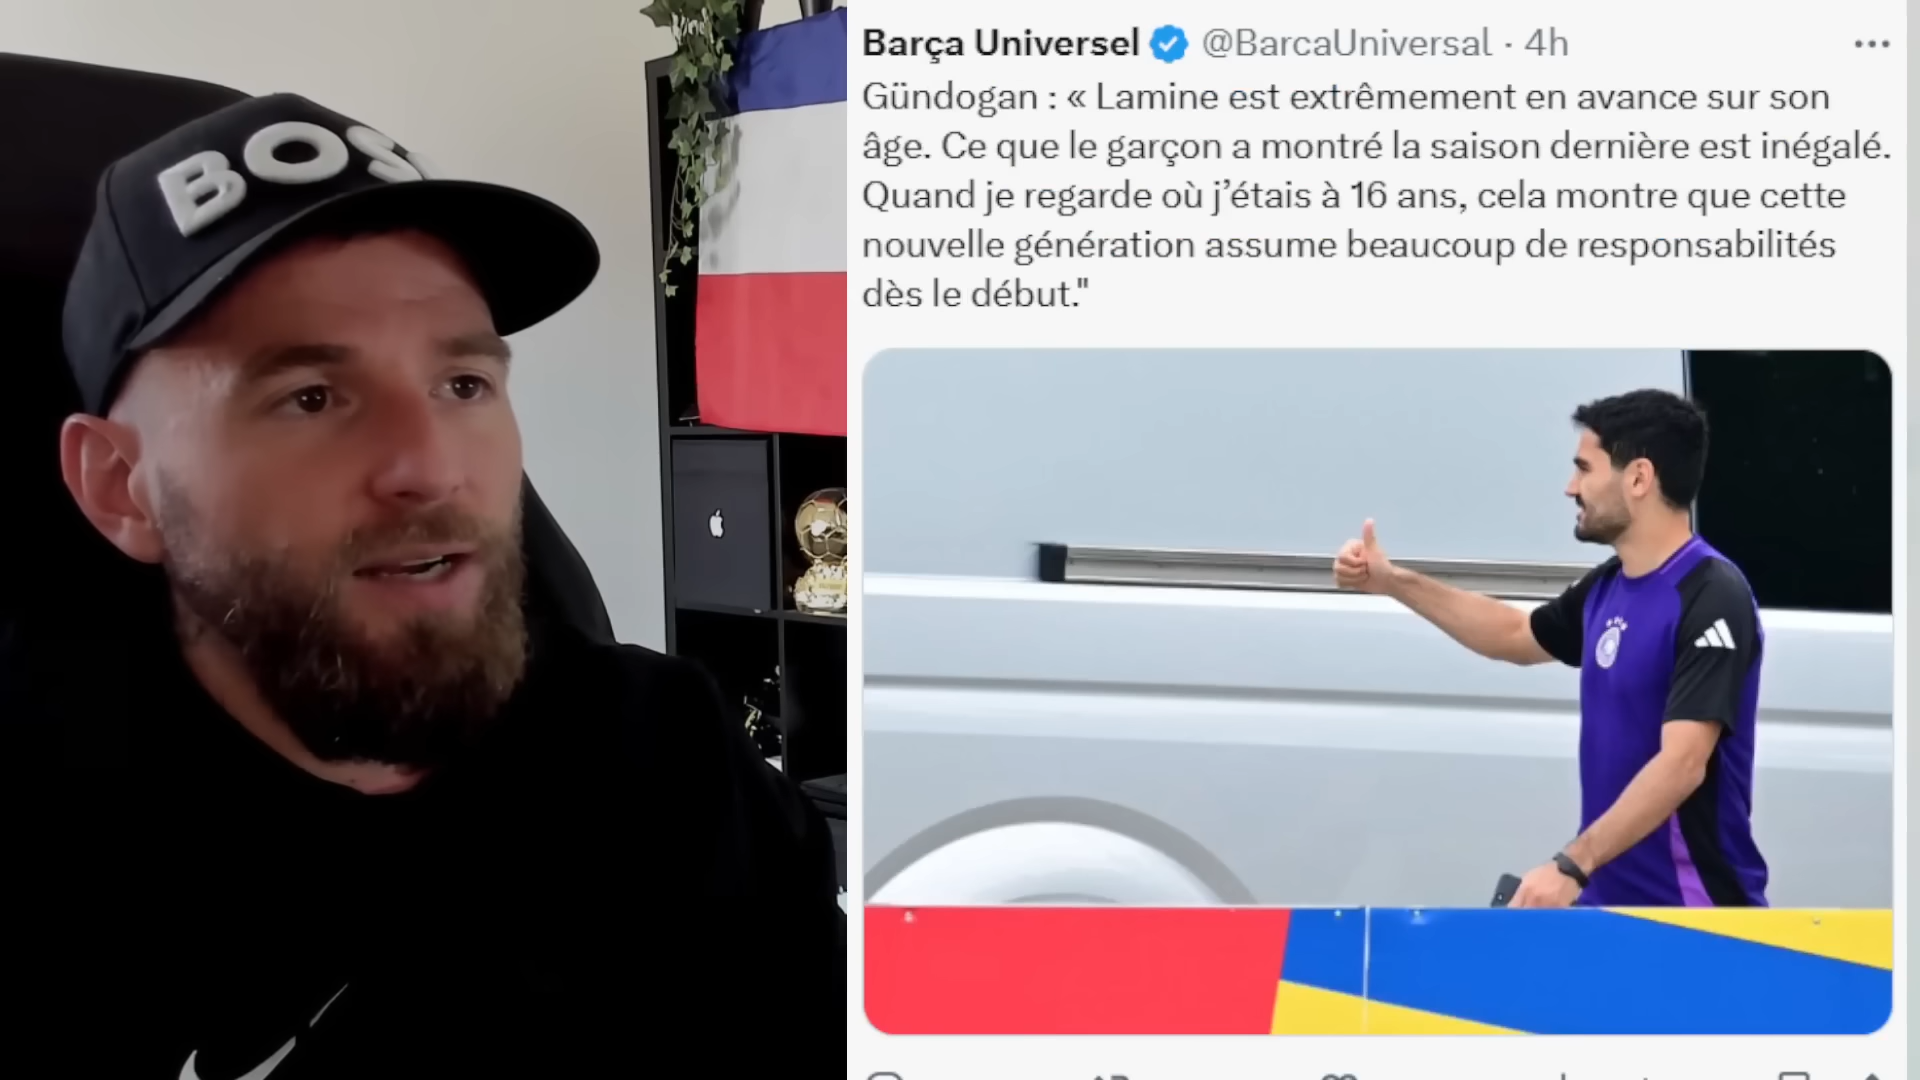 BOSS
Barça Universel @BarcaUniversal · 4h
Gündogan : « Lamine est extrêmement en avance sur son
âge. Ce que le garçon a montré la saison dernière est inégalé.
Quand je regarde où j’étais à 16 ans, cela montre que cette
nouvelle génération assume beaucoup de responsabilités
dès le début."